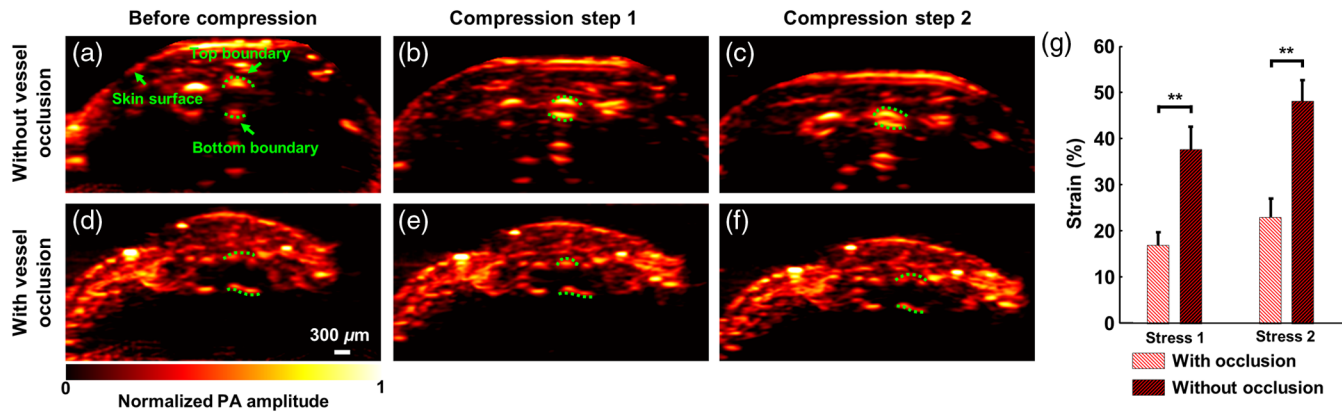 Before compression
Compression step 1
Compression step 2
Without vessel
occlusion
(a)
Top boundary
Skin surface
Bottom boundary
(b)
(c)
With vessel
occlusion
(d)
300 µm
(e)
(f)
0
1
Normalized PA amplitude
(g)
Strain (%)
60
50
40
30
20
10
0
**
**
Stress 1
Stress 2
With occlusion
Without occlusion